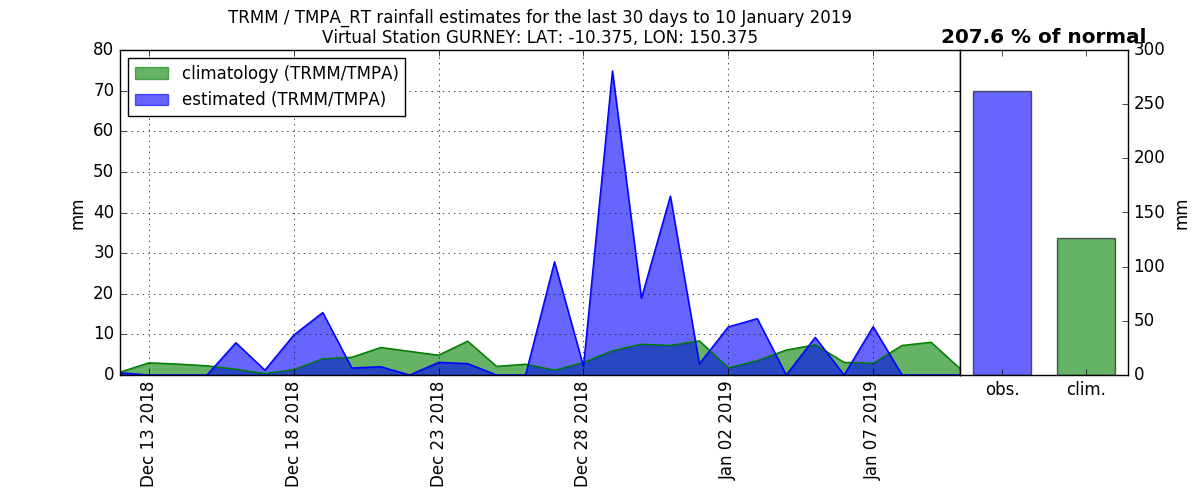 TRMM / TMPA_RT rainfall estimates for the last 30 days to 10 January 2019
Virtual Station GURNEY: LAT: -10.375, LON: 150.375
207.6 % of normal
climatology (TRMM/TMPA)
estimated (TRMM/TMPA)
mm
80
70
60
50
40
30
20
10
0
Dec 13 2018
Dec 18 2018
Dec 23 2018
Dec 28 2018
Jan 02 2019
Jan 07 2019
obs.
clim.
300
250
200
150
100
50
0
mm